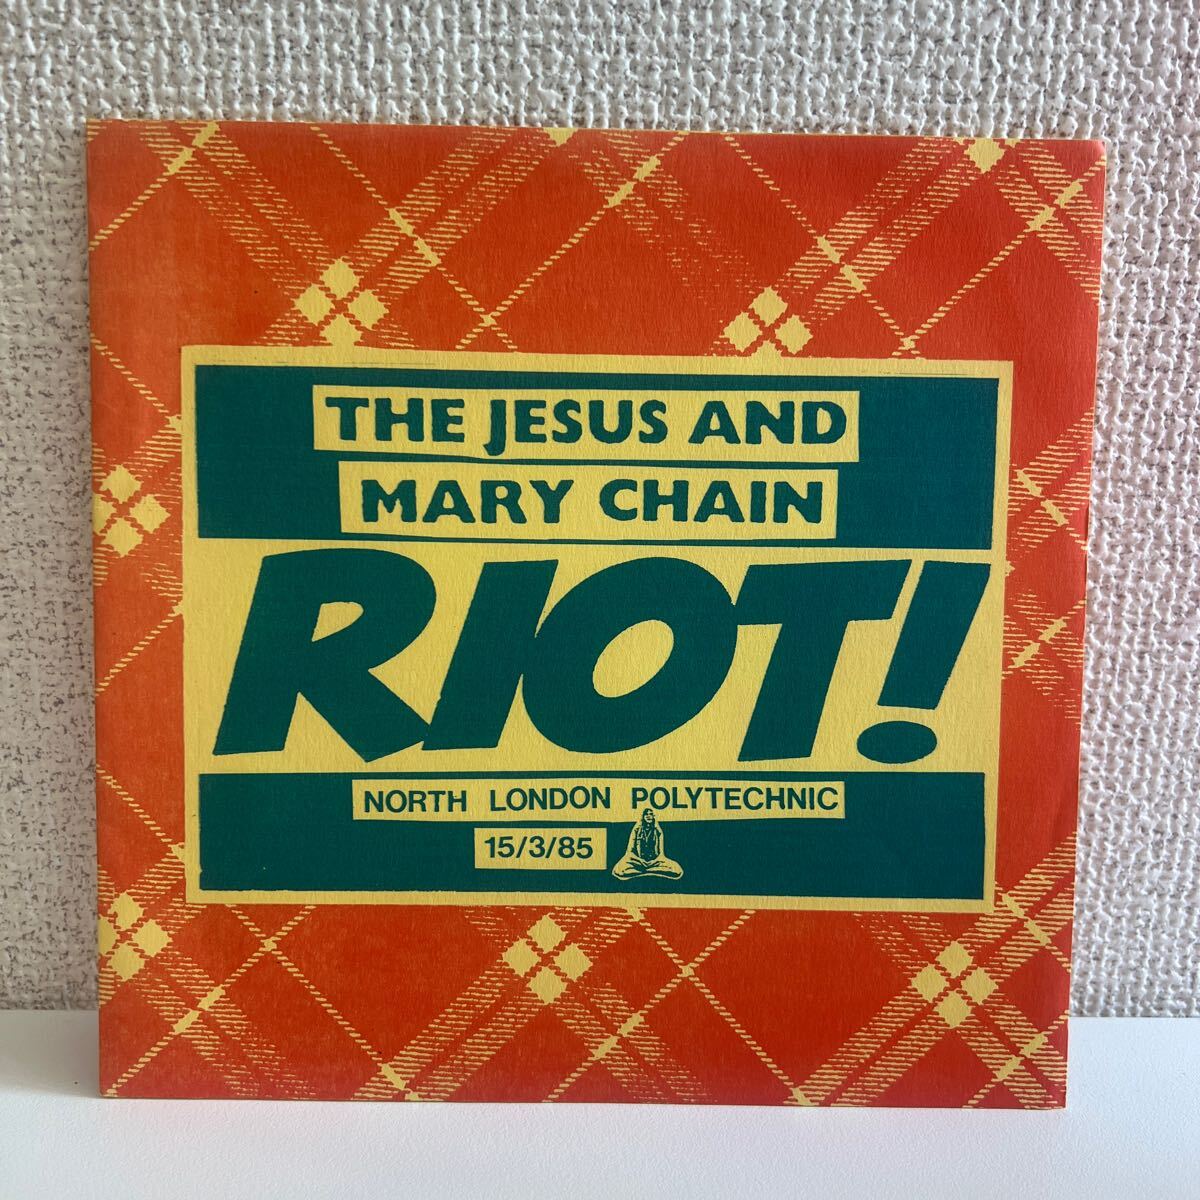 THE JESUS AND
MARY CHAIN
RIOT!
NORTH LONDON POLYTECHNIC
15/3/85